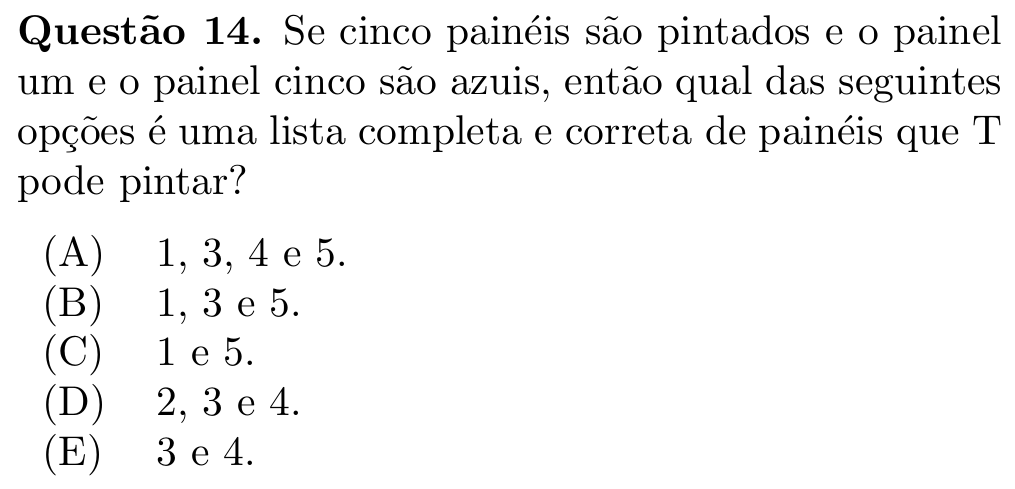 Questão 14. Se cinco painéis são pintados e o painel
um e o painel cinco são azuis, então qual das seguintes
opções é uma lista completa e correta de painéis que T
pode pintar?
(A) 1, 3, 4 e 5.
(B) 1, 3 e 5.
(C) 1 e 5.
(D) 2, 3 e 4.
(E) 3 e 4.